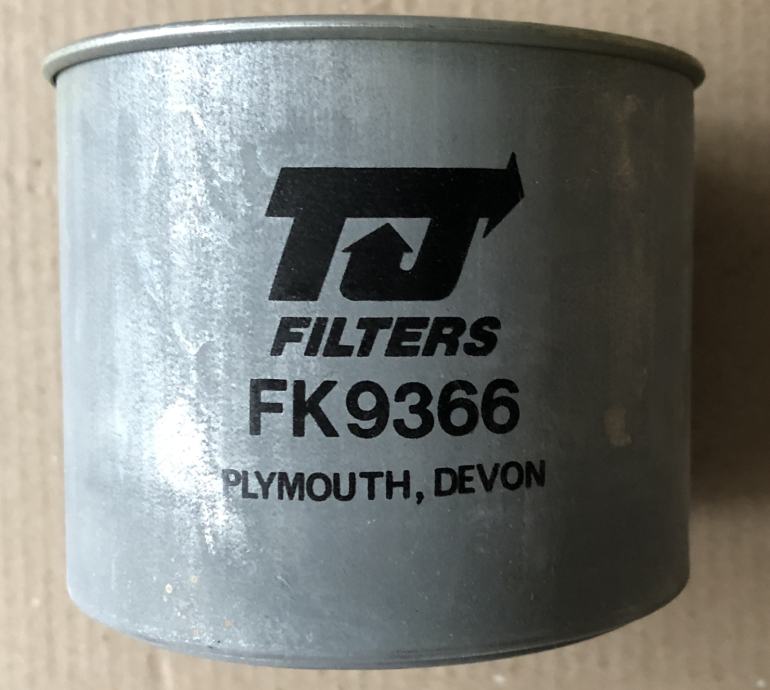 TJ
FILTERS
FK9366
PLYMOUTH, DEVON